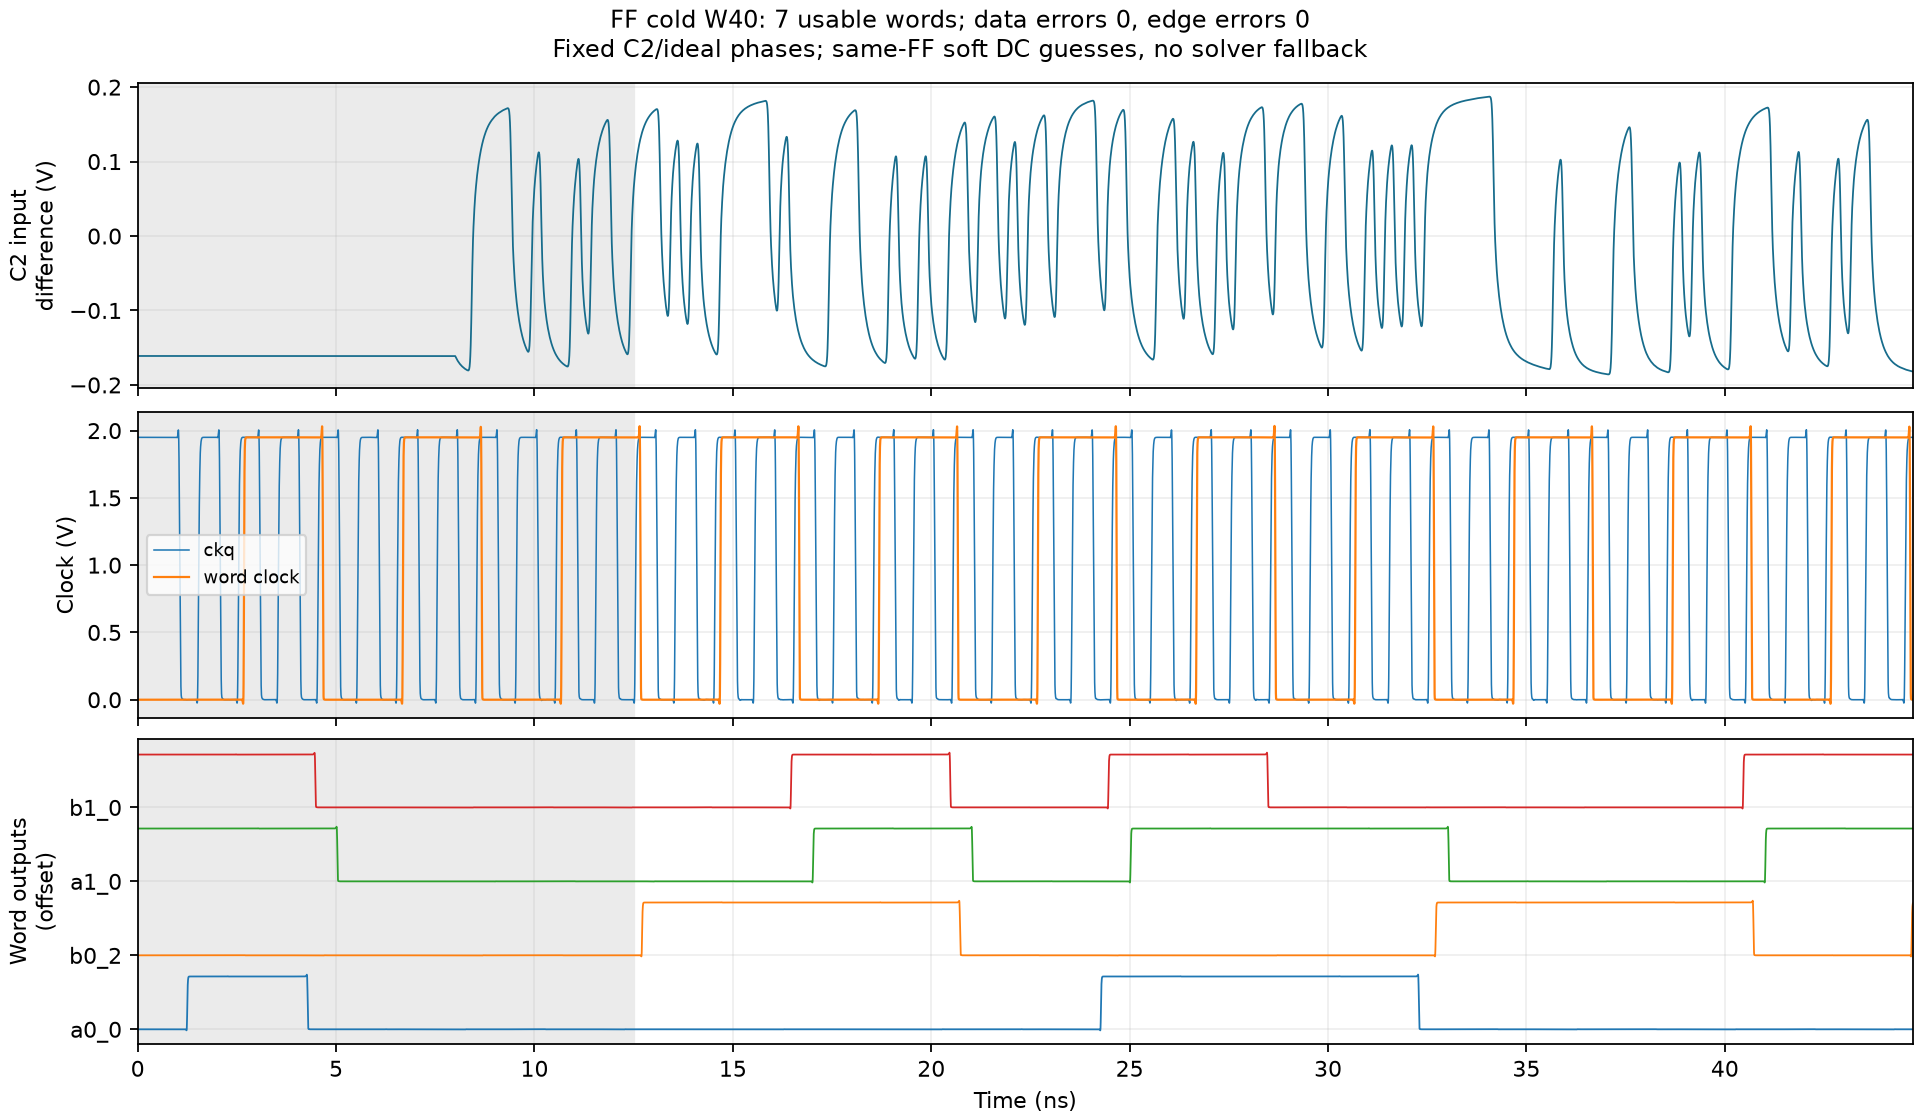 FF cold W40: 7 usable words; data errors 0, edge errors 0
Fixed C2/ideal phases; same-FF soft DC guesses, no solver fallback
C2 input
difference (V)
0.2
0.1
0.0
−0.1
−0.2
Clock (V)
2.0
1.5
1.0
0.5
0.0
ckq
word clock
Word outputs
(offset)
b1_0
a1_0
b0_2
a0_0
0 5 10 15 20 25 30 35 40
Time (ns)